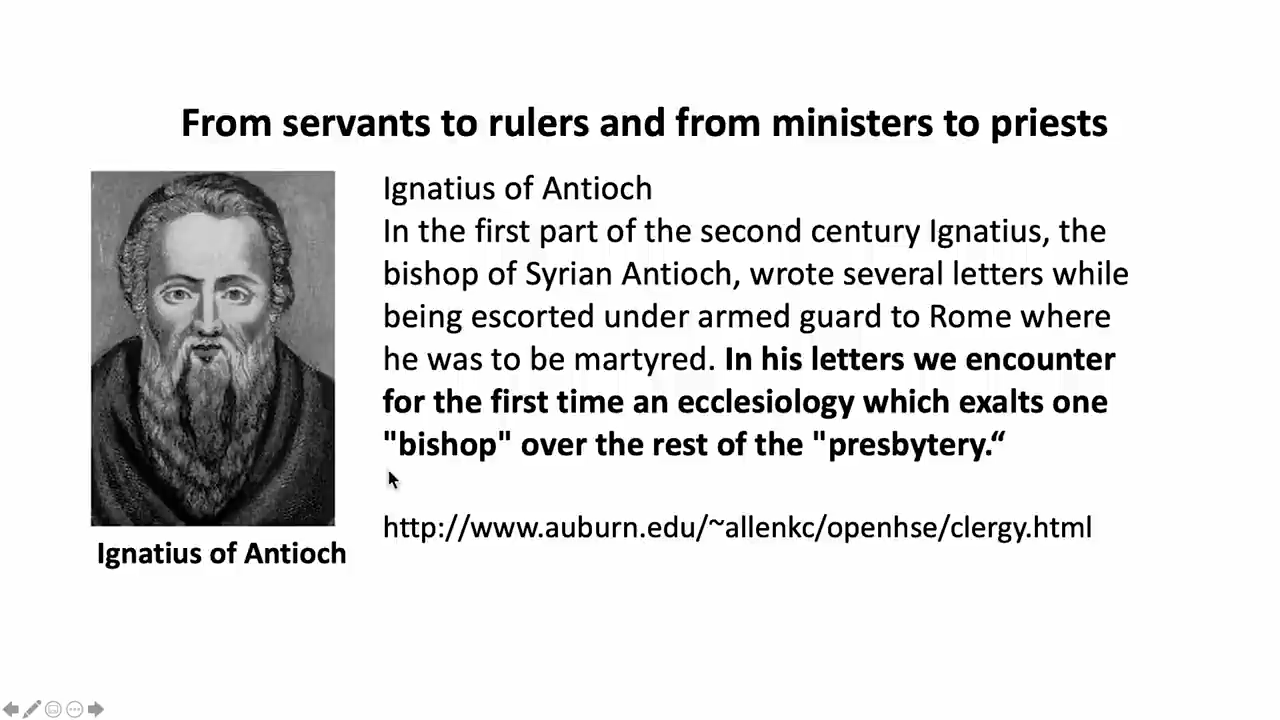 From servants to rulers and from ministers to priests
Ignatius of Antioch
In the first part of the second century Ignatius, the
bishop of Syrian Antioch, wrote several letters while
being escorted under armed guard to Rome where
he was to be martyred. In his letters we encounter
for the first time an ecclesiology which exalts one
"bishop" over the rest of the "presbytery.“
http://www.auburn.edu/~allenkc/openhse/clergy.html
Ignatius of Antioch